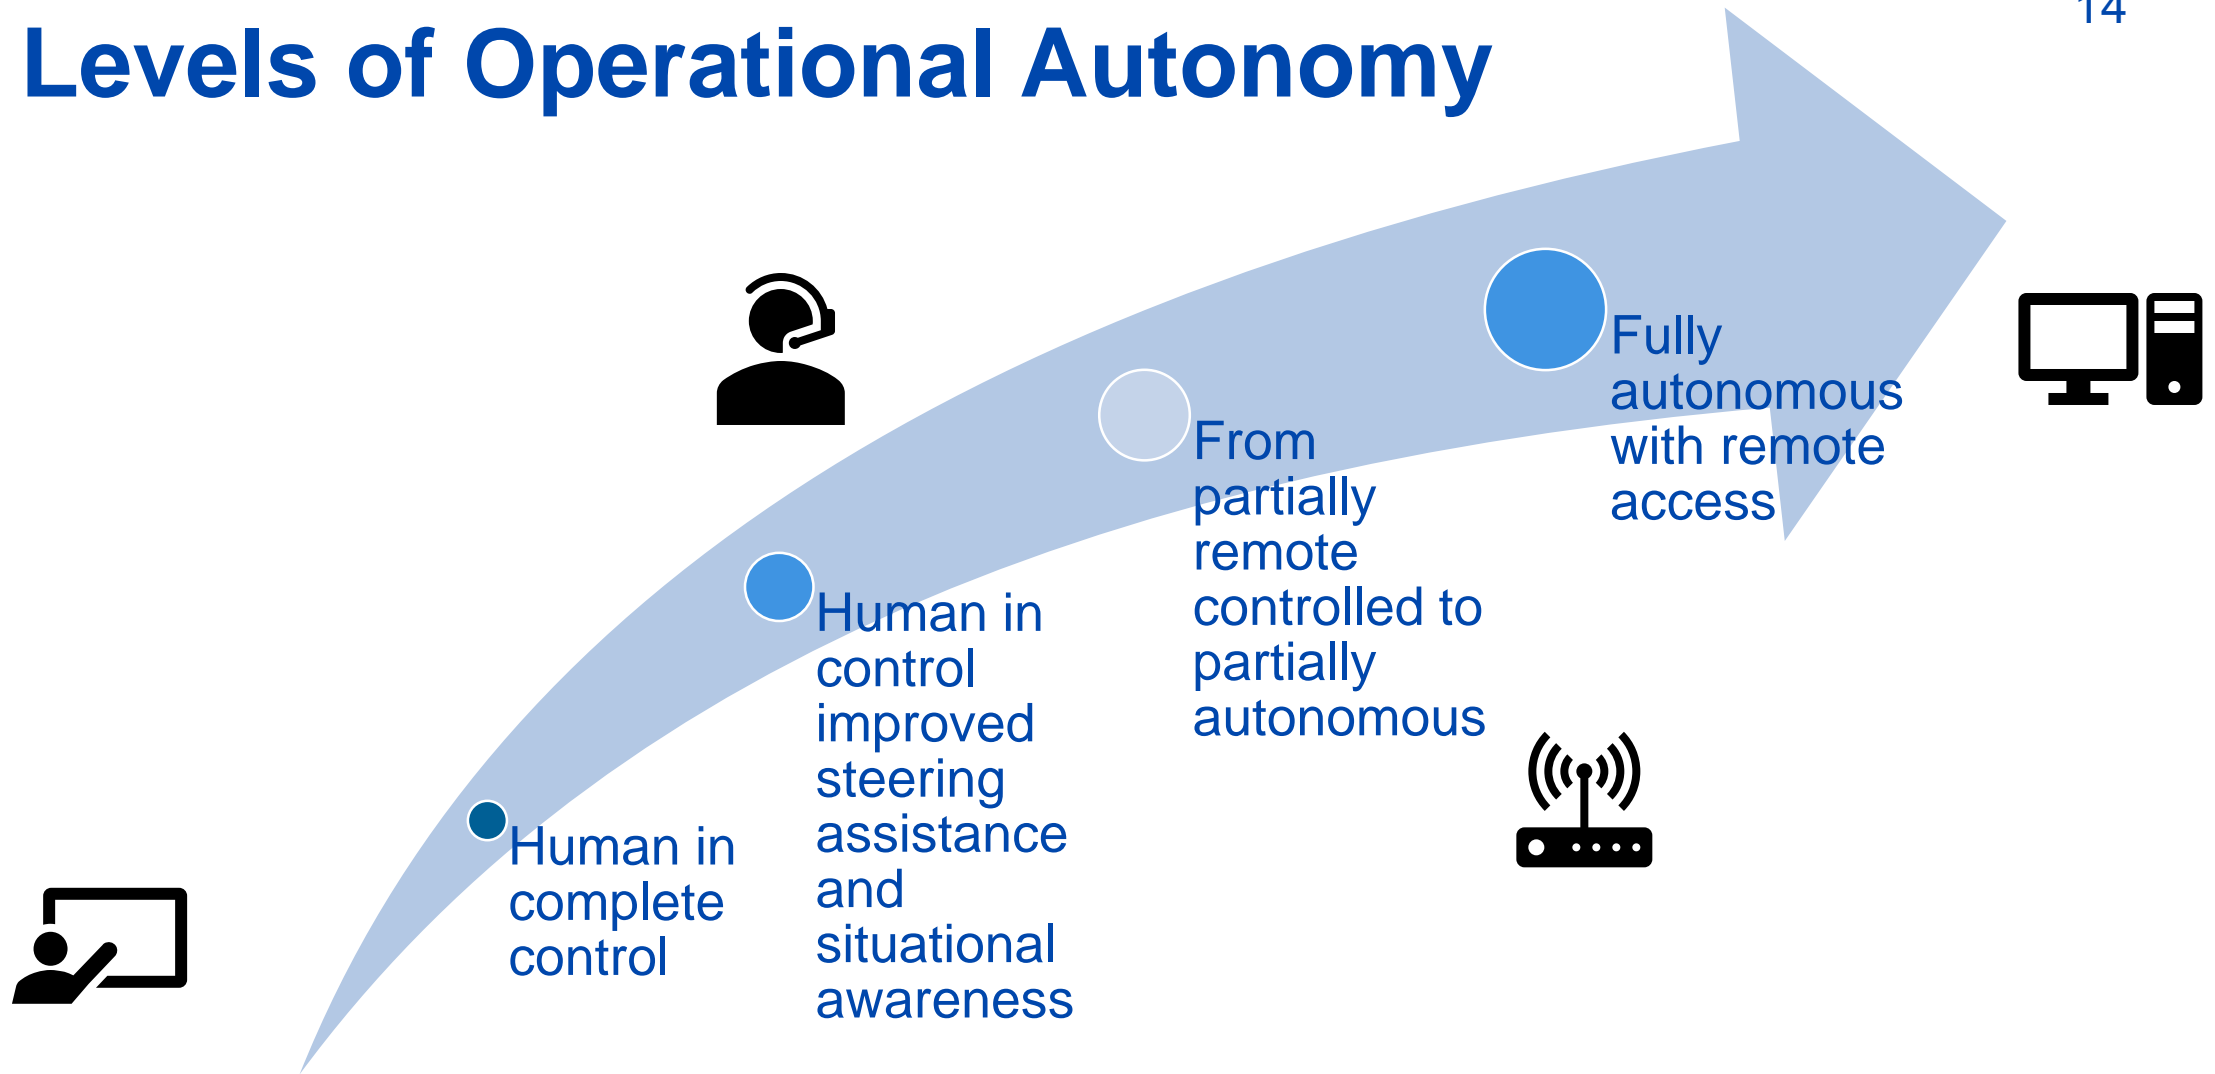 14
Levels of Operational Autonomy
Human in
complete
control
Human in
control
improved
steering
assistance
and
situational
awareness
From
partially
remote
controlled to
partially
autonomous
Fully
autonomous
with remote
access